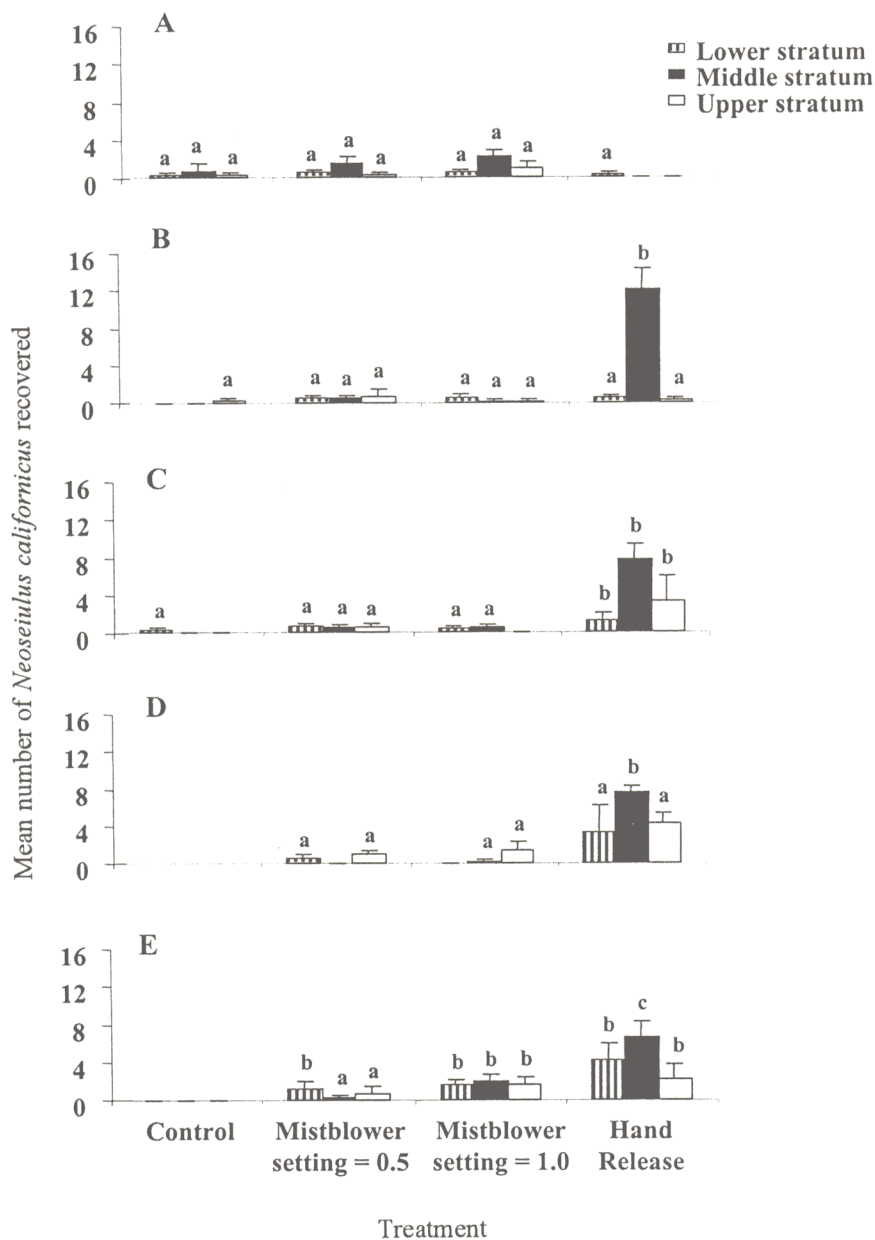 A
16
12
8
4
0
a a a
a a a
a a a
a
Lower stratum
Middle stratum
Upper stratum
B
16
12
8
4
0
a
a a a
a a a
a b a
C
16
12
8
4
0
a
a a a
a a
b b b
D
16
12
8
4
0
a a
a a
a b a
E
16
12
8
4
0
b a a
b b b
b c b
Mean number of Neoseiulus californicus recovered
Control Mistblower Mistblower Hand
setting = 0.5 setting = 1.0 Release
Treatment